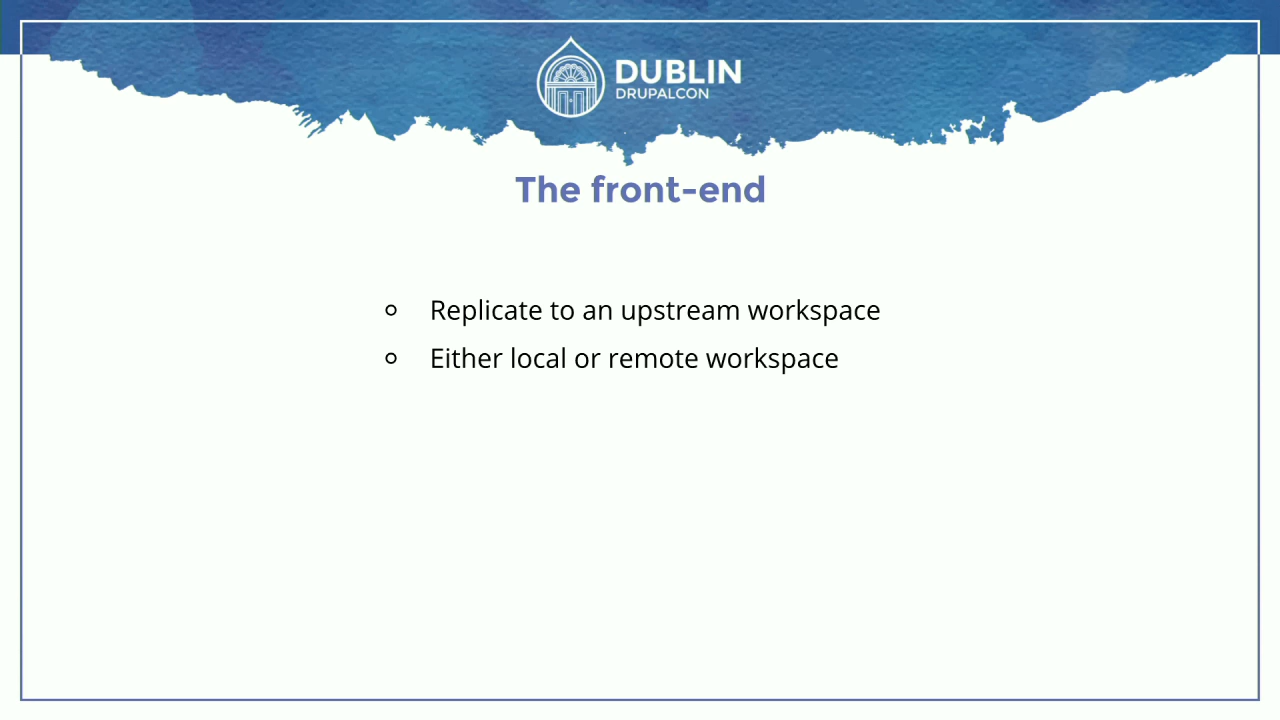 DUBLIN
DRUPALCON
The front-end
Replicate to an upstream workspace
Either local or remote workspace